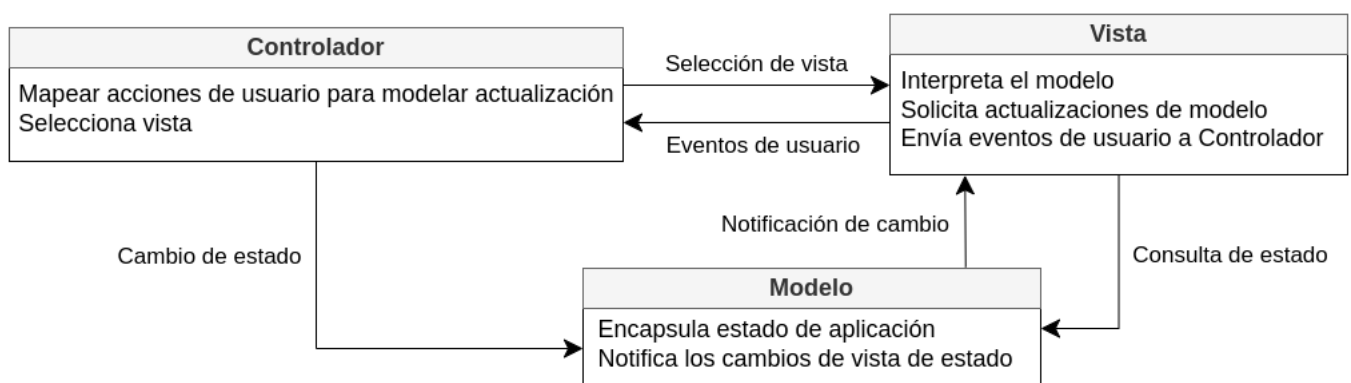 Controlador
Mapear acciones de usuario para modelar actualización
Selecciona vista
Selección de vista
Eventos de usuario
Vista
Interpreta el modelo
Solicita actualizaciones de modelo
Envía eventos de usuario a Controlador
Cambio de estado
Notificación de cambio
Consulta de estado
Modelo
Encapsula estado de aplicación
Notifica los cambios de vista de estado